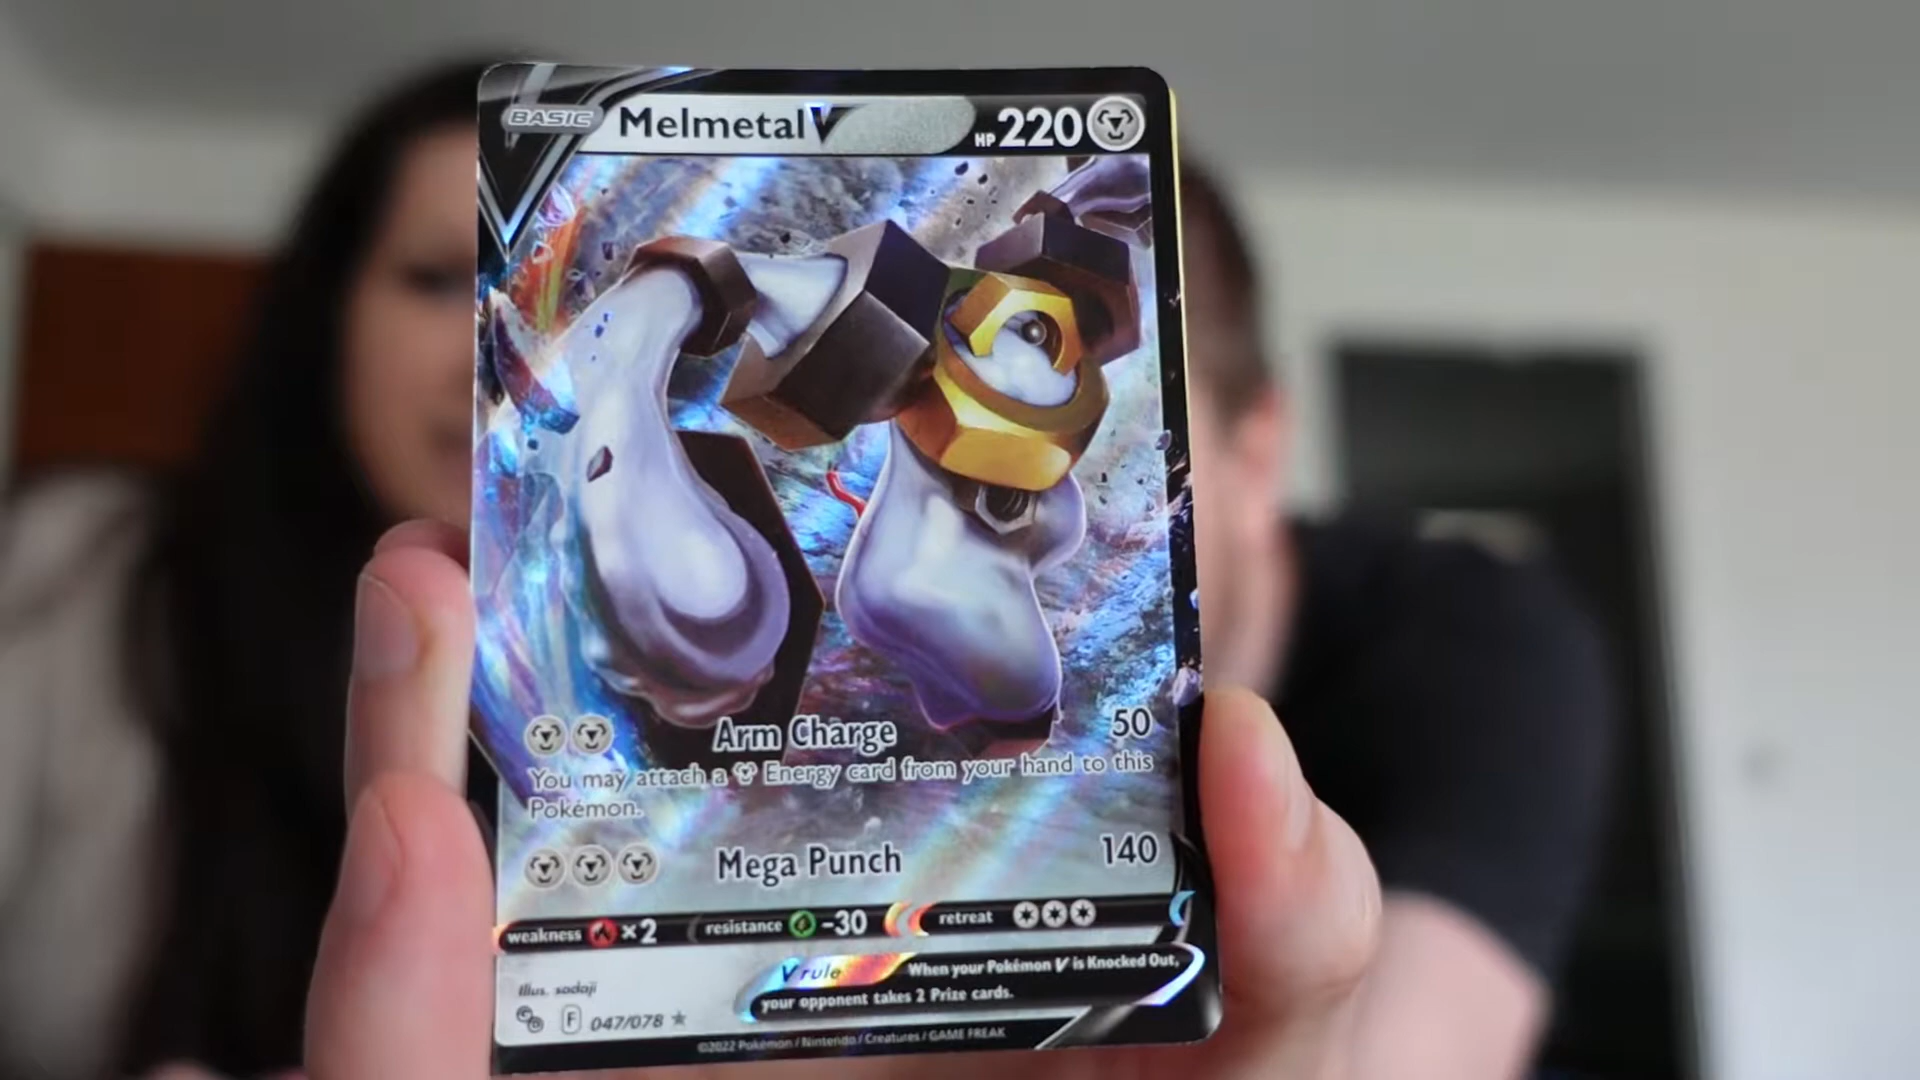 BASIC Melmetal V HP 220
Arm Charge 50
You may attach a Energy card from your hand to this
Pokémon.
Mega Punch 140
weakness ×2 resistance -30 retreat
V rule When your Pokémon V is Knocked Out,
your opponent takes 2 Prize cards.
Illus. sadaji
F 047/078
©2022 Pokémon / Nintendo / Creatures / GAME FREAK